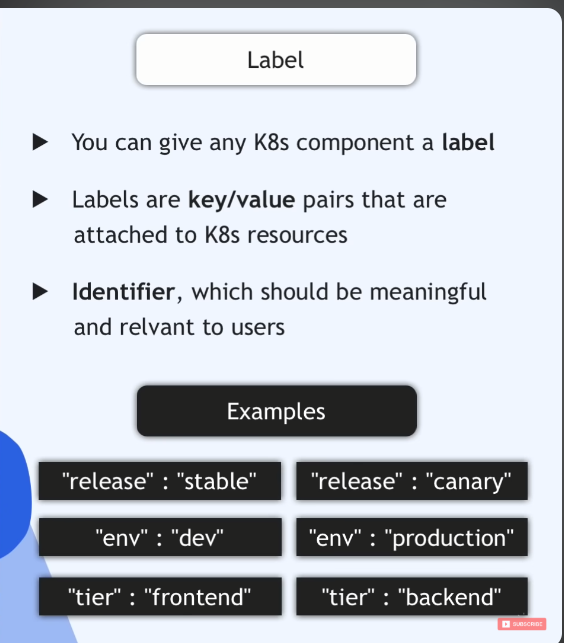 Label
▶ You can give any K8s component a label
▶ Labels are key/value pairs that are
attached to K8s resources
▶ Identifier, which should be meaningful
and relvant to users
Examples
"release" : "stable" "release" : "canary"
"env" : "dev" "env" : "production"
"tier" : "frontend" "tier" : "backend"
SUBSCRIBE